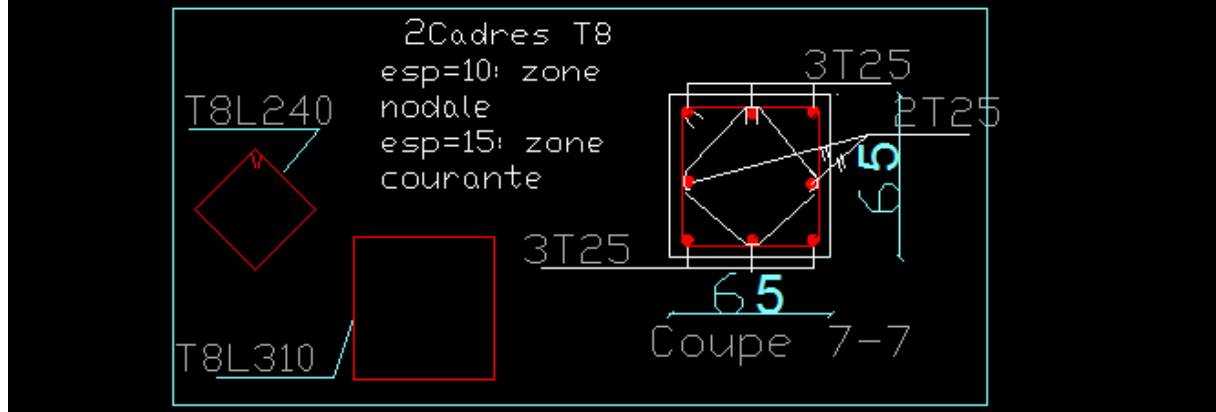 2Cadres T8
esp=10: zone
nodale
esp=15: zone
courante
T8L240
T8L310
3T25
2T25
3T25
65
65
Coupe 7-7